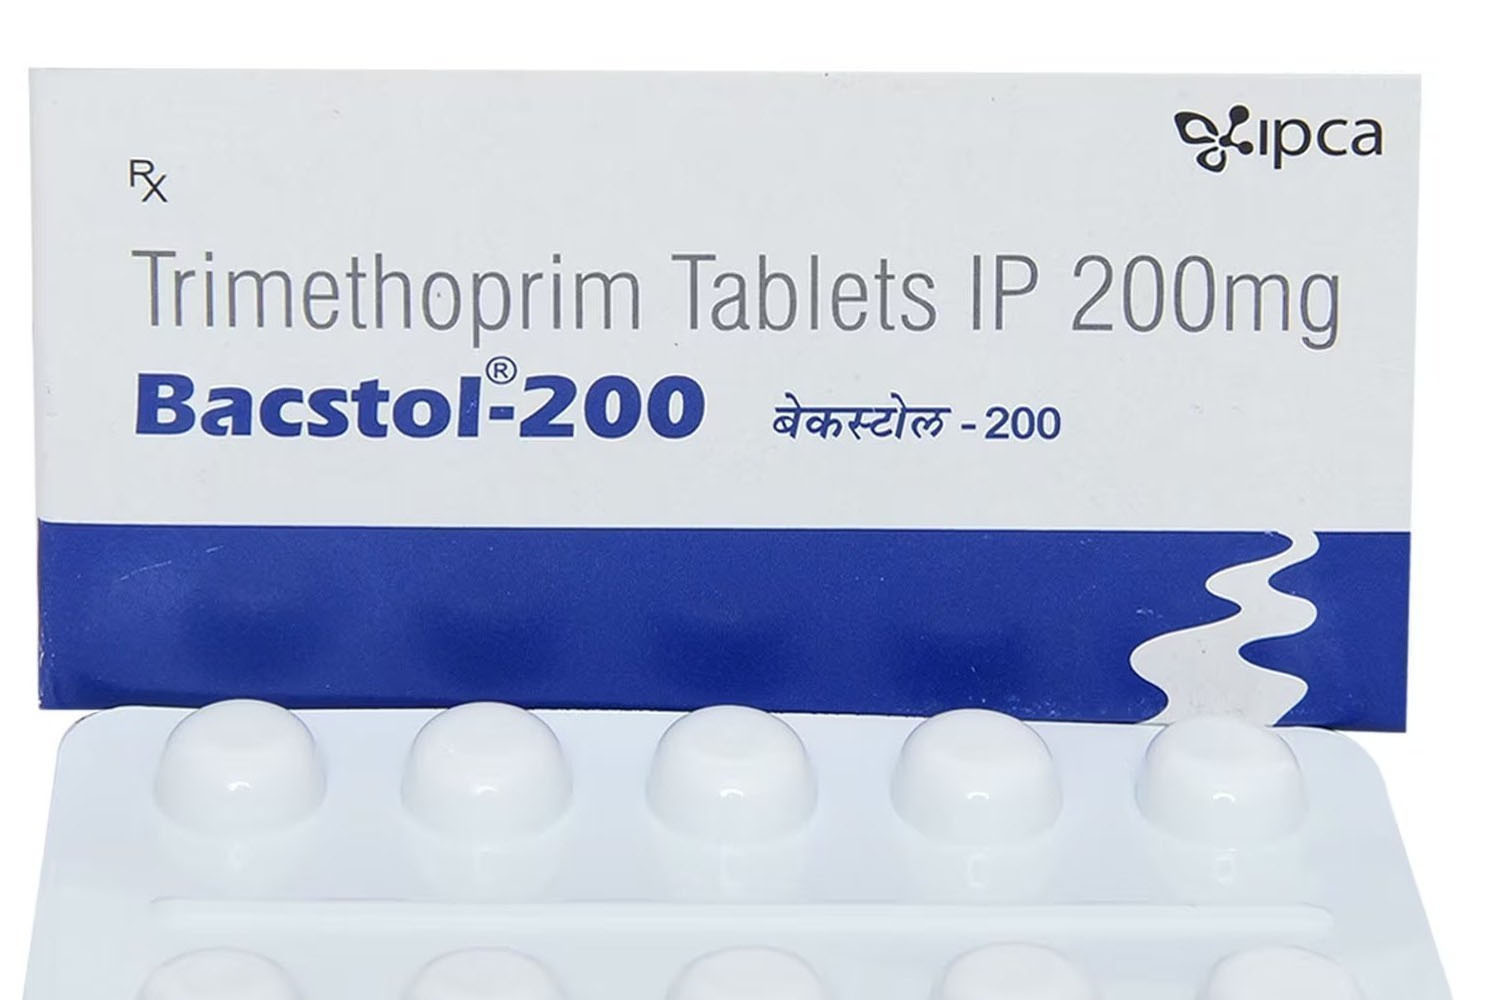 ipca
Rx
Trimethoprim Tablets IP 200mg
Bacstol®-200 बेकस्टोल - 200